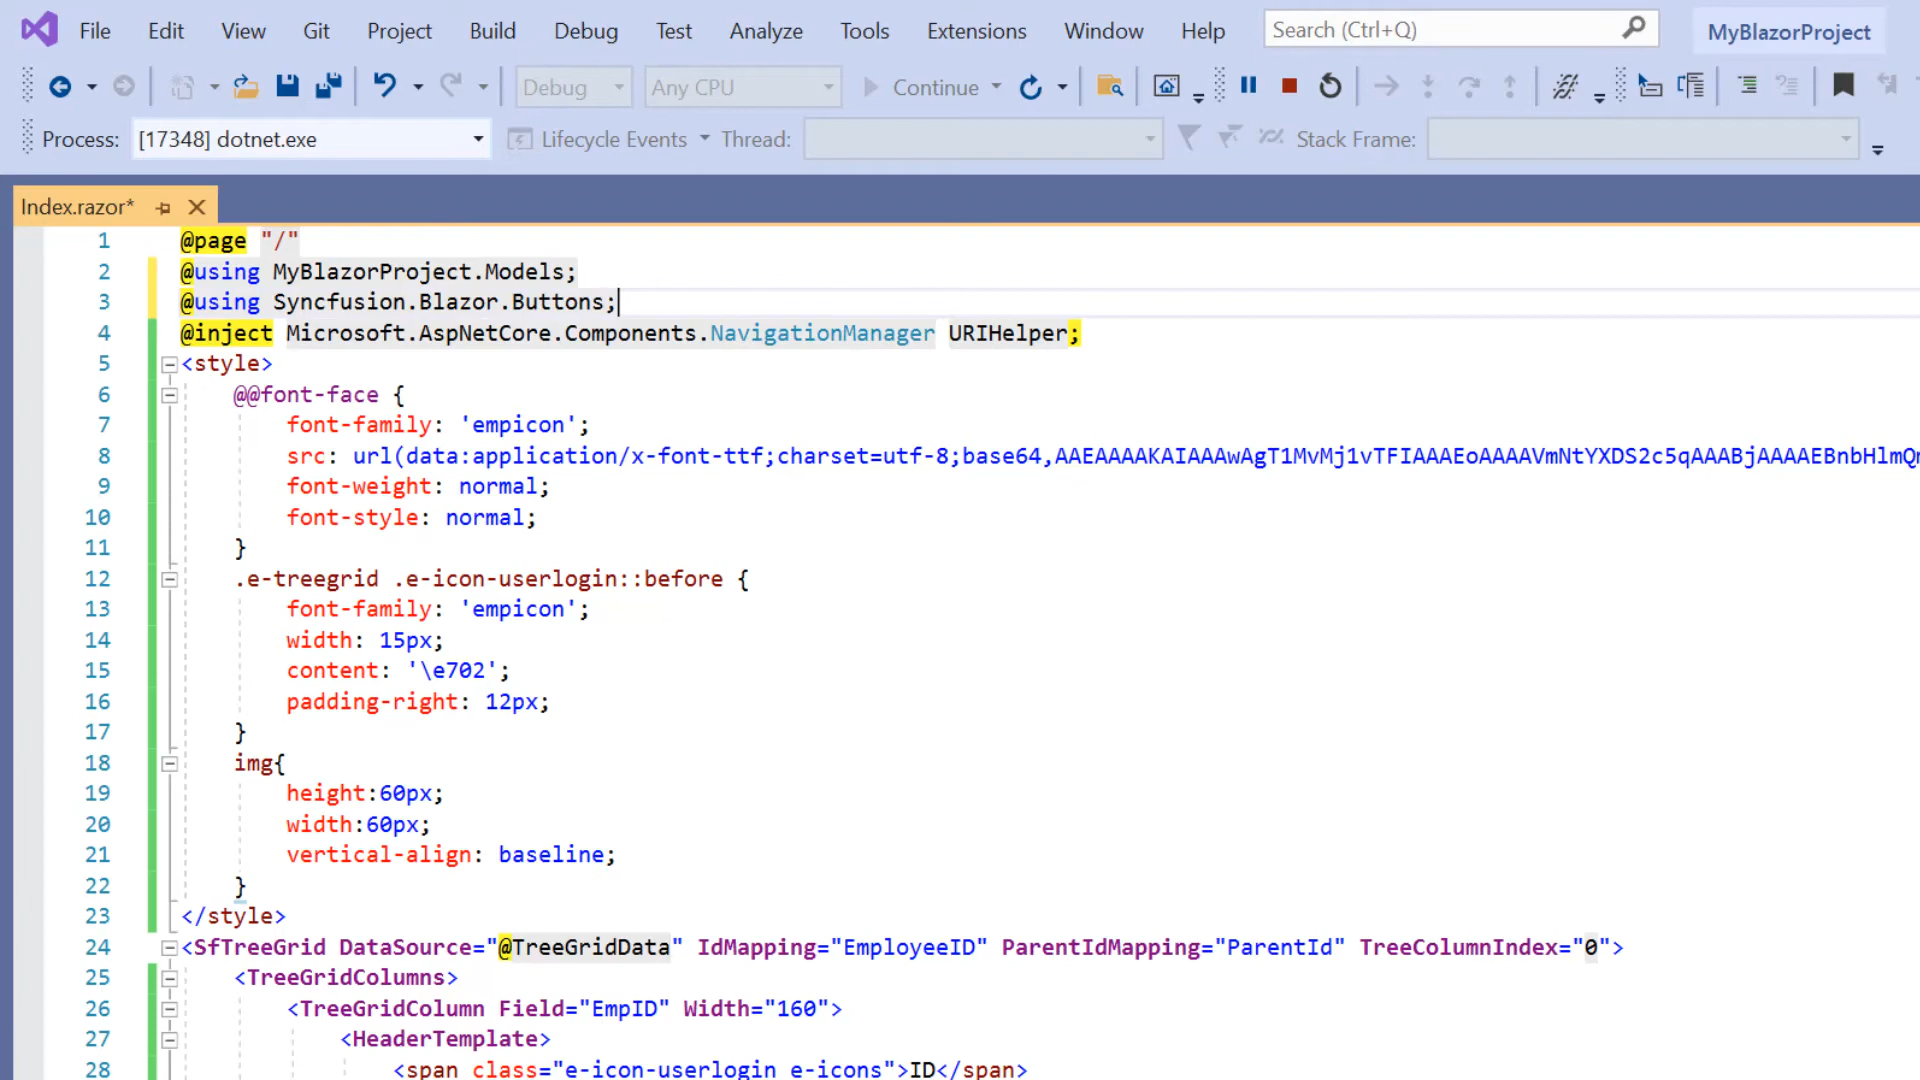 File Edit View Git Project Build Debug Test Analyze Tools Extensions Window Help Search (Ctrl+Q) MyBlazorProject
Debug Any CPU Continue
Process: [17348] dotnet.exe Lifecycle Events Thread: Stack Frame:
Index.razor*
1 @page "/"
2 @using MyBlazorProject.Models;
3 @using Syncfusion.Blazor.Buttons;
4 @inject Microsoft.AspNetCore.Components.NavigationManager URIHelper;
5 <style>
6 @@font-face {
7 font-family: 'empicon';
8 src: url(data:application/x-font-ttf;charset=utf-8;base64,AAEAAAAKAIAAAwAgT1MvMj1vTFIAAAEoAAAAVmNtYXDS2c5qAAABjAAAAEBnbHlmQ
9 font-weight: normal;
10 font-style: normal;
11 }
12 .e-treegrid .e-icon-userlogin::before {
13 font-family: 'empicon';
14 width: 15px;
15 content: '\e702';
16 padding-right: 12px;
17 }
18 img{
19 height:60px;
20 width:60px;
21 vertical-align: baseline;
22 }
23 </style>
24 <SfTreeGrid DataSource="@TreeGridData" IdMapping="EmployeeID" ParentIdMapping="ParentId" TreeColumnIndex="0">
25 <TreeGridColumns>
26 <TreeGridColumn Field="EmpID" Width="160">
27 <HeaderTemplate>
28 <span class="e-icon-userlogin e-icons">ID</span>